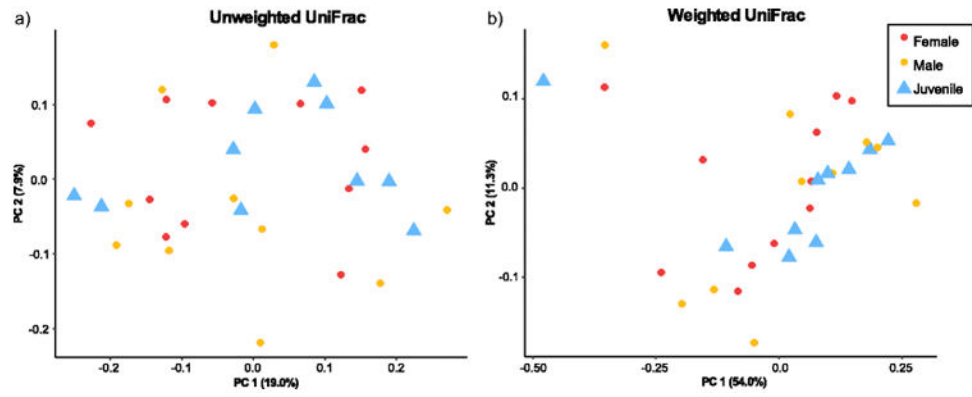 a) Unweighted UniFrac
b) Weighted UniFrac
Female
Male
Juvenile
PC 2 (7.9%)
0.1
0.0
-0.1
-0.2
-0.2 -0.1 0.0 0.1 0.2
PC 1 (19.0%)
PC 2 (11.3%)
0.1
0.0
-0.1
-0.50 -0.25 0.0 0.25
PC 1 (54.0%)